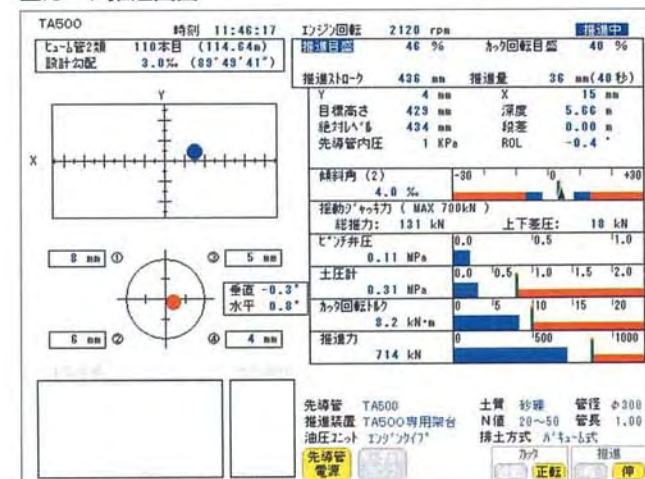 TA500
時刻 11:46:17
ヒューム管2類 110本目 (114.64m)
設計勾配 3.0‰ (89°49'41")
エンジン回転 2120 rpm 推進中
推進目盛 46 % カッタ回転目盛 40 %
推進ストローク 436 mm 推進量 36 mm(40秒)
Y 4 mm X 15 mm
目標高さ 429 mm 深度 5.66 m
絶対レベル 434 mm 段差 0.00 m
先導管内圧 1 KPa ROL -0.4 °
傾斜角 (2) -30 0 +30
4.0 ‰
揺動ジャッキ力 ( MAX 700kN )
総推力: 131 kN 上下差圧: 18 kN
ピンチ弁圧 0.0 0.5 1.0
0.11 MPa
土圧計 0.0 0.5 1.0 1.5 2.0
0.31 MPa
カッタ回転トルク 0 5 10 15 20
8.2 kN・m
推進力 0 500 1000
714 kN
Y
X
8 mm ① ③ 5 mm
垂直 -0.3°
水平 0.8°
6 mm ② ④ 4 mm
先導管 TA500 土質 砂礫 管径 φ300
推進装置 TA500専用架台 N値 20～50 管長 1.00
油圧ユニット エンジンタイプ 排土方式 バキューム式
先導管
電源
カッタ 推進
正転 伸